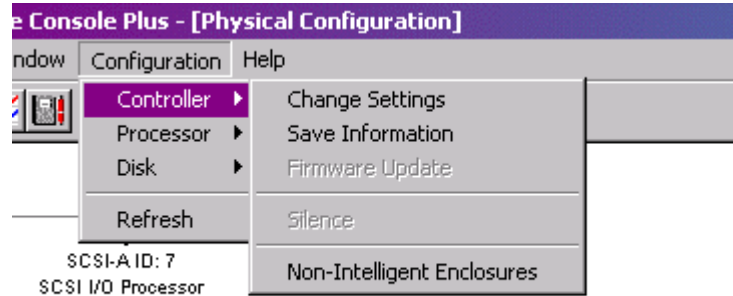 e Console Plus - [Physical Configuration]
ndow Configuration Help
Controller Change Settings
Processor Save Information
Disk Firmware Update
Refresh Silence
SCSI-A ID: 7
Non-Intelligent Enclosures
SCSI I/O Processor